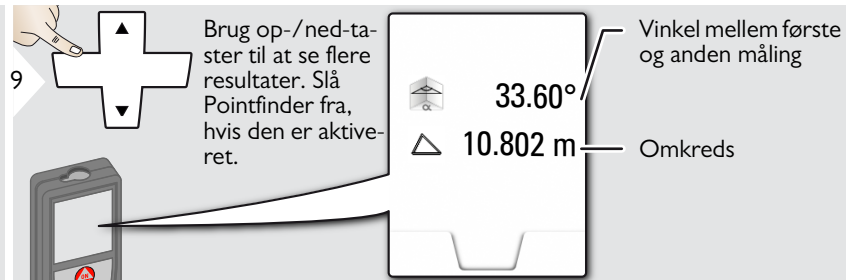 9
Brug op-/ned-ta-
ster til at se flere
resultater. Slå
Pointfinder fra,
hvis den er aktive-
ret.
α
33.60°
10.802 m
Vinkel mellem første
og anden måling
Omkreds
ON